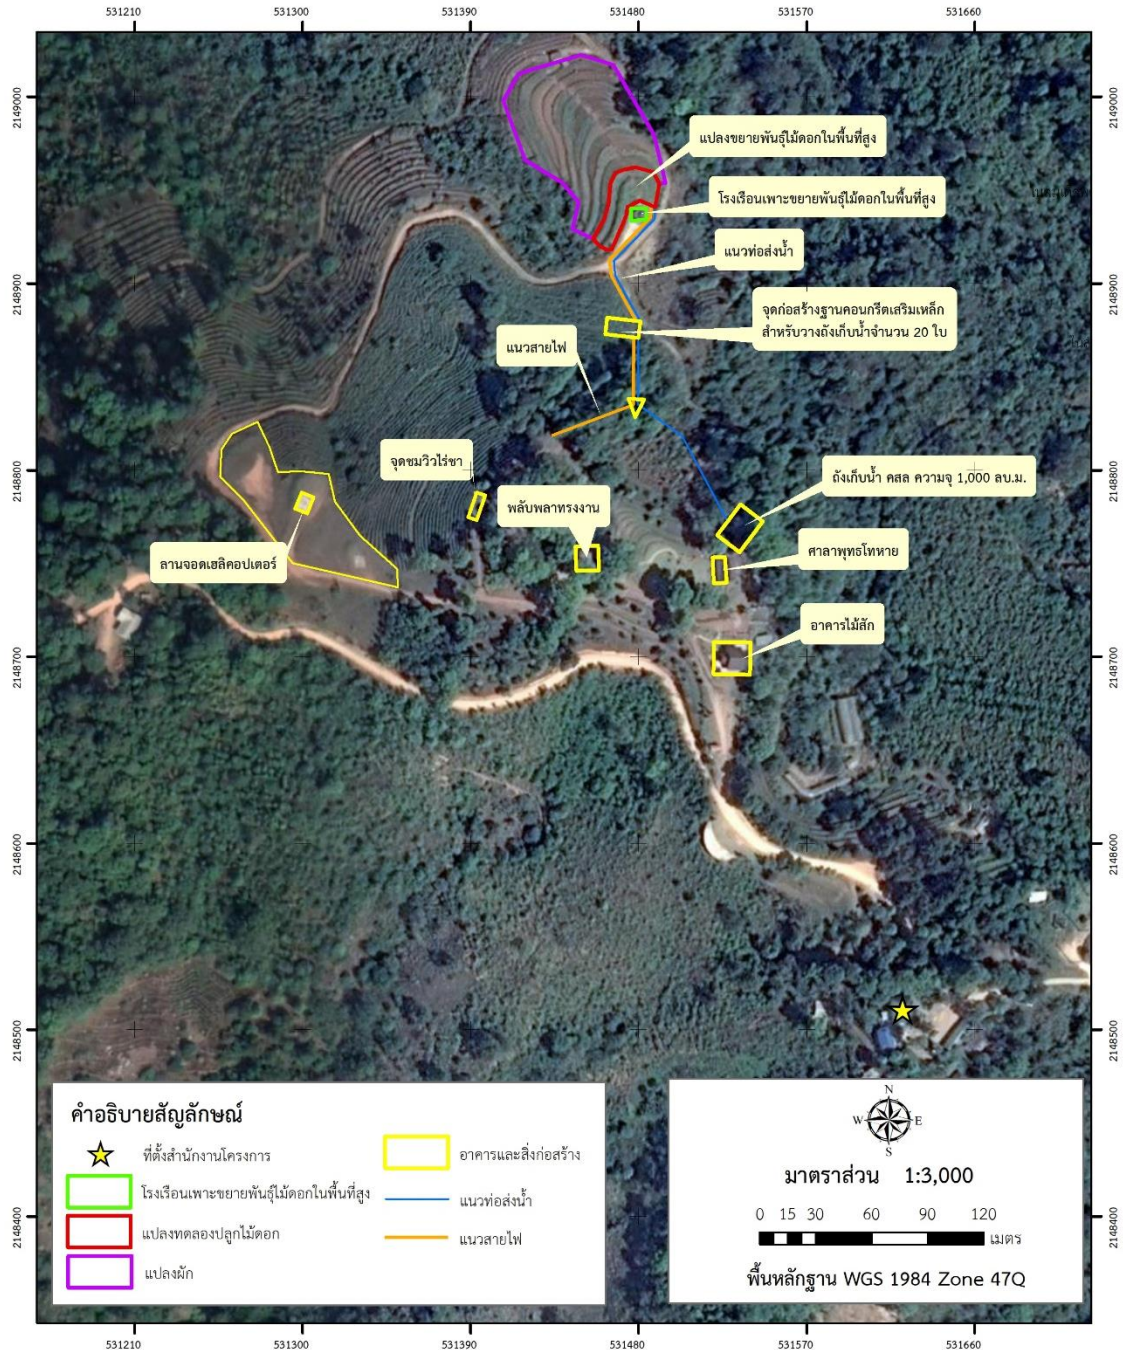 531210
531300
531390
531480
531570
531660
2149000
2149000
แปลงขยายพันธุ์ไม้ดอกในพื้นที่สูง
โรงเรือนเพาะขยายพันธุ์ไม้ดอกในพื้นที่สูง
แนวท่อส่งน้ำ
2148900
2148900
จุดก่อสร้างฐานคอนกรีตเสริมเหล็ก
สำหรับวางถังเก็บน้ำจำนวน 20 ใบ
แนวสายไฟ
จุดชมวิวไร่ชา
2148800
2148800
ถังเก็บน้ำ คสล ความจุ 1,000 ลบ.ม.
พลับพลาทรงงาน
ศาลาพุทธโทหาย
ลานจอดเฮลิคอปเตอร์
อาคารไม้สัก
2148700
2148700
2148600
2148600
2148500
2148500
คำอธิบายสัญลักษณ์
ที่ตั้งสำนักงานโครงการ
โรงเรือนเพาะขยายพันธุ์ไม้ดอกในพื้นที่สูง
แปลงทดลองปลูกไม้ดอก
แปลงผัก
อาคารและสิ่งก่อสร้าง
แนวท่อส่งน้ำ
แนวสายไฟ
N
W E
S
มาตราส่วน 1:3,000
0 15 30 60 90 120
เมตร
พื้นหลักฐาน WGS 1984 Zone 47Q
2148400
2148400
531210
531300
531390
531480
531570
531660